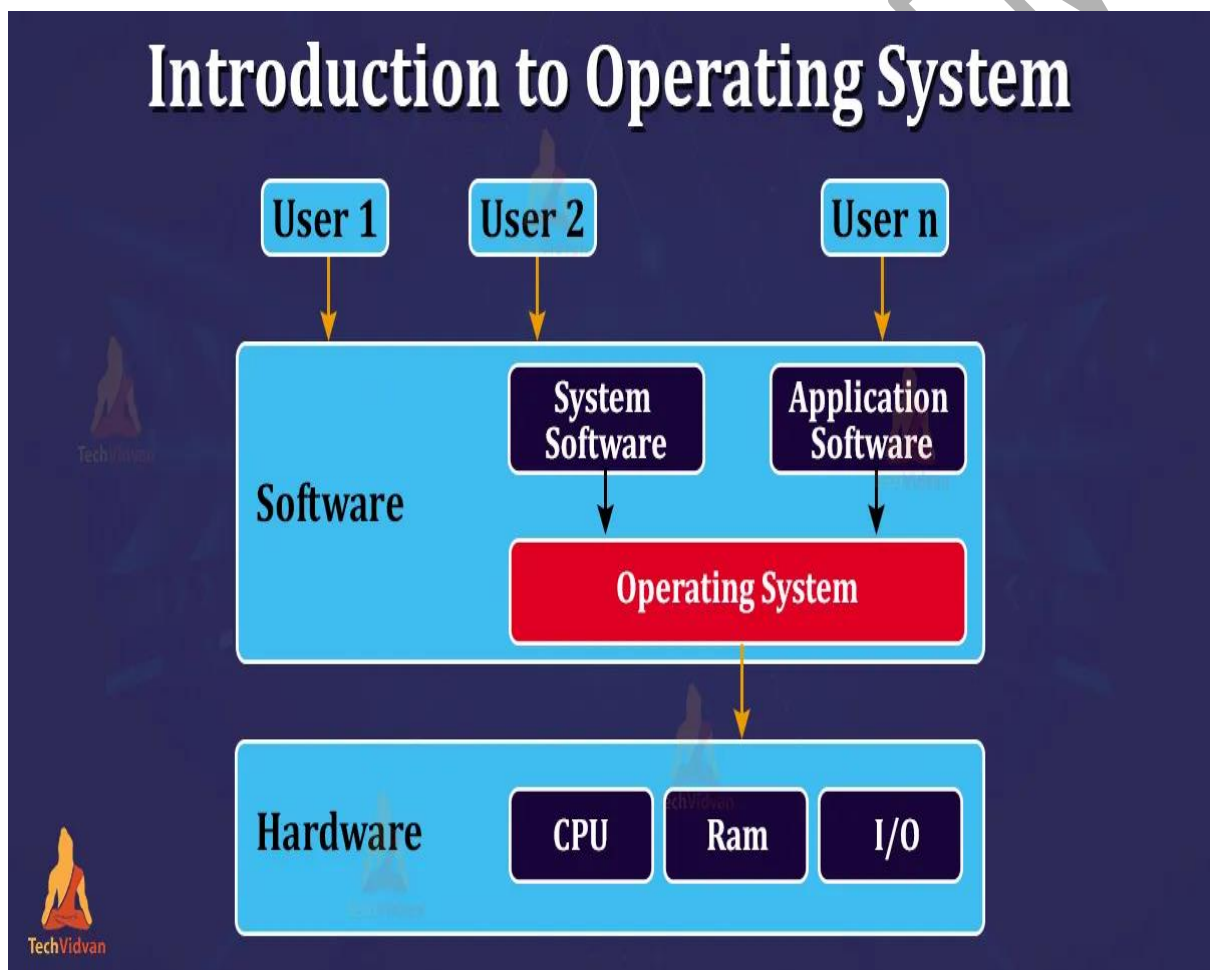 Introduction to Operating System
User 1
User 2
User n
System
Software
Application
Software
Software
Operating System
Hardware
CPU
Ram
I/O
TechVidvan
TechVidvan